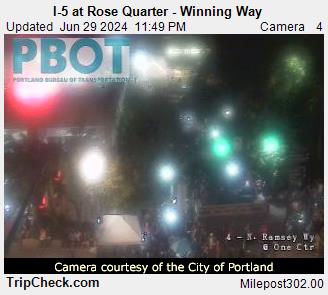 I-5 at Rose Quarter - Winning Way
Updated Jun 29 2024 11:49 PM Camera 4
PBOT
PORTLAND BUREAU OF TRANSPORTATION
4 - N. Ramsey Wy
@ One Ctr
Camera courtesy of the City of Portland
TripCheck.com Milepost302.00